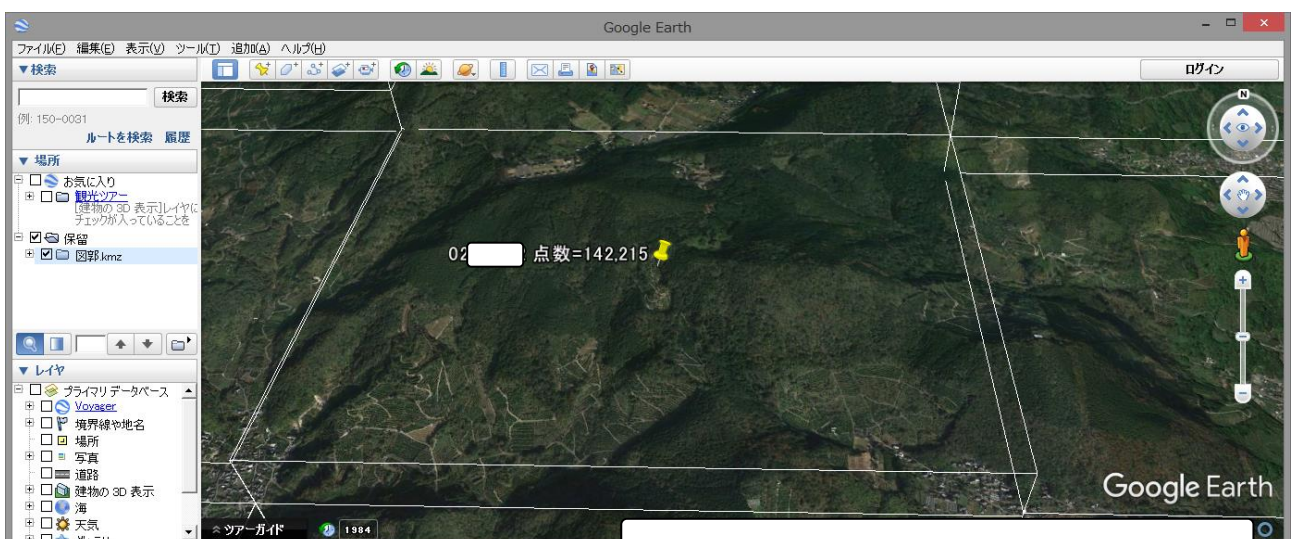 Google Earth
ファイル(F) 編集(E) 表示(V) ツール(T) 追加(A) ヘルプ(H)
▼検索
ログイン
検索
例: 150-0031
ルートを検索 履歴
▼ 場所
お気に入り
観光ツアー
[建物の 3D 表示]レイヤに
チェックが入っていることを
保留
図郭.kmz
02 点数=142,215
N
▼ レイヤ
プライマリ データベース
Voyager
境界線や地名
場所
写真
道路
建物の 3D 表示
海
天気
ツアーガイド
1984
Google Earth